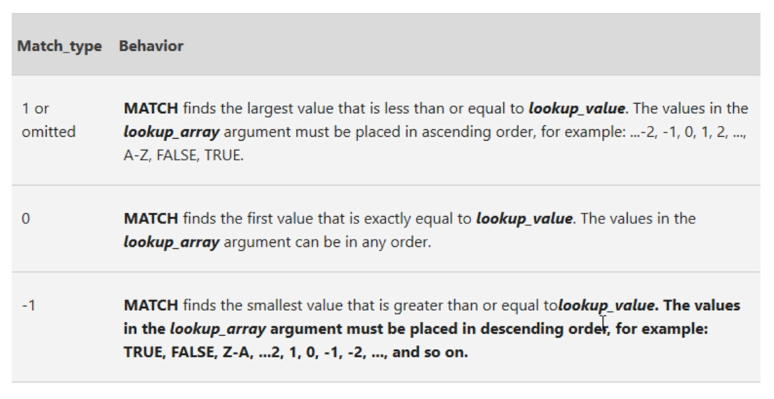 Match_type Behavior
1 or MATCH finds the largest value that is less than or equal to lookup_value. The values in the
omitted lookup_array argument must be placed in ascending order, for example: ...-2, -1, 0, 1, 2, ...,
A-Z, FALSE, TRUE.
0 MATCH finds the first value that is exactly equal to lookup_value. The values in the
lookup_array argument can be in any order.
-1 MATCH finds the smallest value that is greater than or equal tolookup_value. The values
in the lookup_array argument must be placed in descending order, for example:
TRUE, FALSE, Z-A, ...2, 1, 0, -1, -2, ..., and so on.